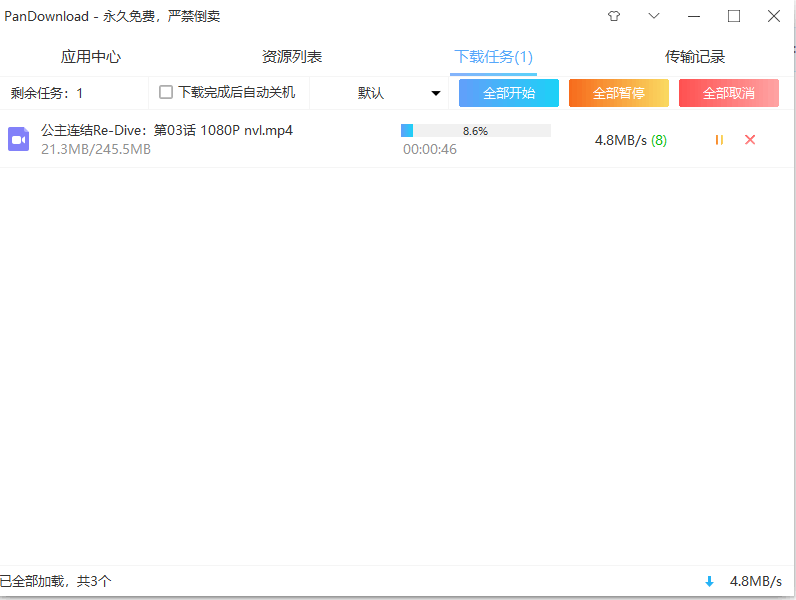 PanDownload - 永久免费，严禁倒卖
应用中心 资源列表 下载任务(1) 传输记录
剩余任务：1 下载完成后自动关机 默认 全部开始 全部暂停 全部取消
公主连结Re-Dive：第03话 1080P nvl.mp4 8.6% 4.8MB/s (8)
21.3MB/245.5MB 00:00:46
已全部加载，共3个 4.8MB/s